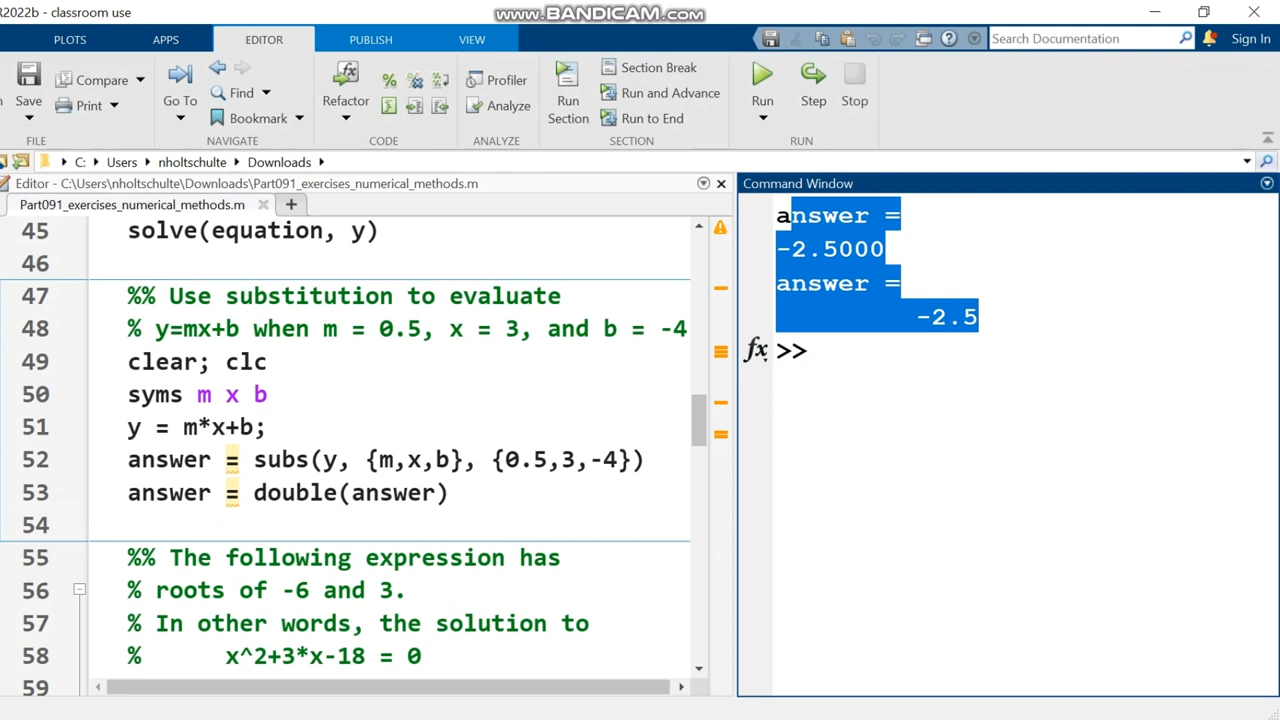 R2022b - classroom use
www.BANDICAM.com
PLOTS
APPS
EDITOR
PUBLISH
VIEW
Search Documentation
Sign In
Save
Compare
Print
FILE
Go To
Find
Bookmark
NAVIGATE
Refactor
CODE
Profiler
Analyze
ANALYZE
Run
Section
Section Break
Run and Advance
Run to End
SECTION
Run
Step
Stop
RUN
C: Users nholtschulte Downloads
Editor - C:\Users\nholtschulte\Downloads\Part091_exercises_numerical_methods.m
Part091_exercises_numerical_methods.m
45 solve(equation, y)
46
47 %% Use substitution to evaluate
48 % y=mx+b when m = 0.5, x = 3, and b = -4
49 clear; clc
50 syms m x b
51 y = m*x+b;
52 answer = subs(y, {m,x,b}, {0.5,3,-4})
53 answer = double(answer)
54
55 %% The following expression has
56 % roots of -6 and 3.
57 % In other words, the solution to
58 % x^2+3*x-18 = 0
59
Command Window
answer =
-2.5000
answer =
-2.5
fx >>